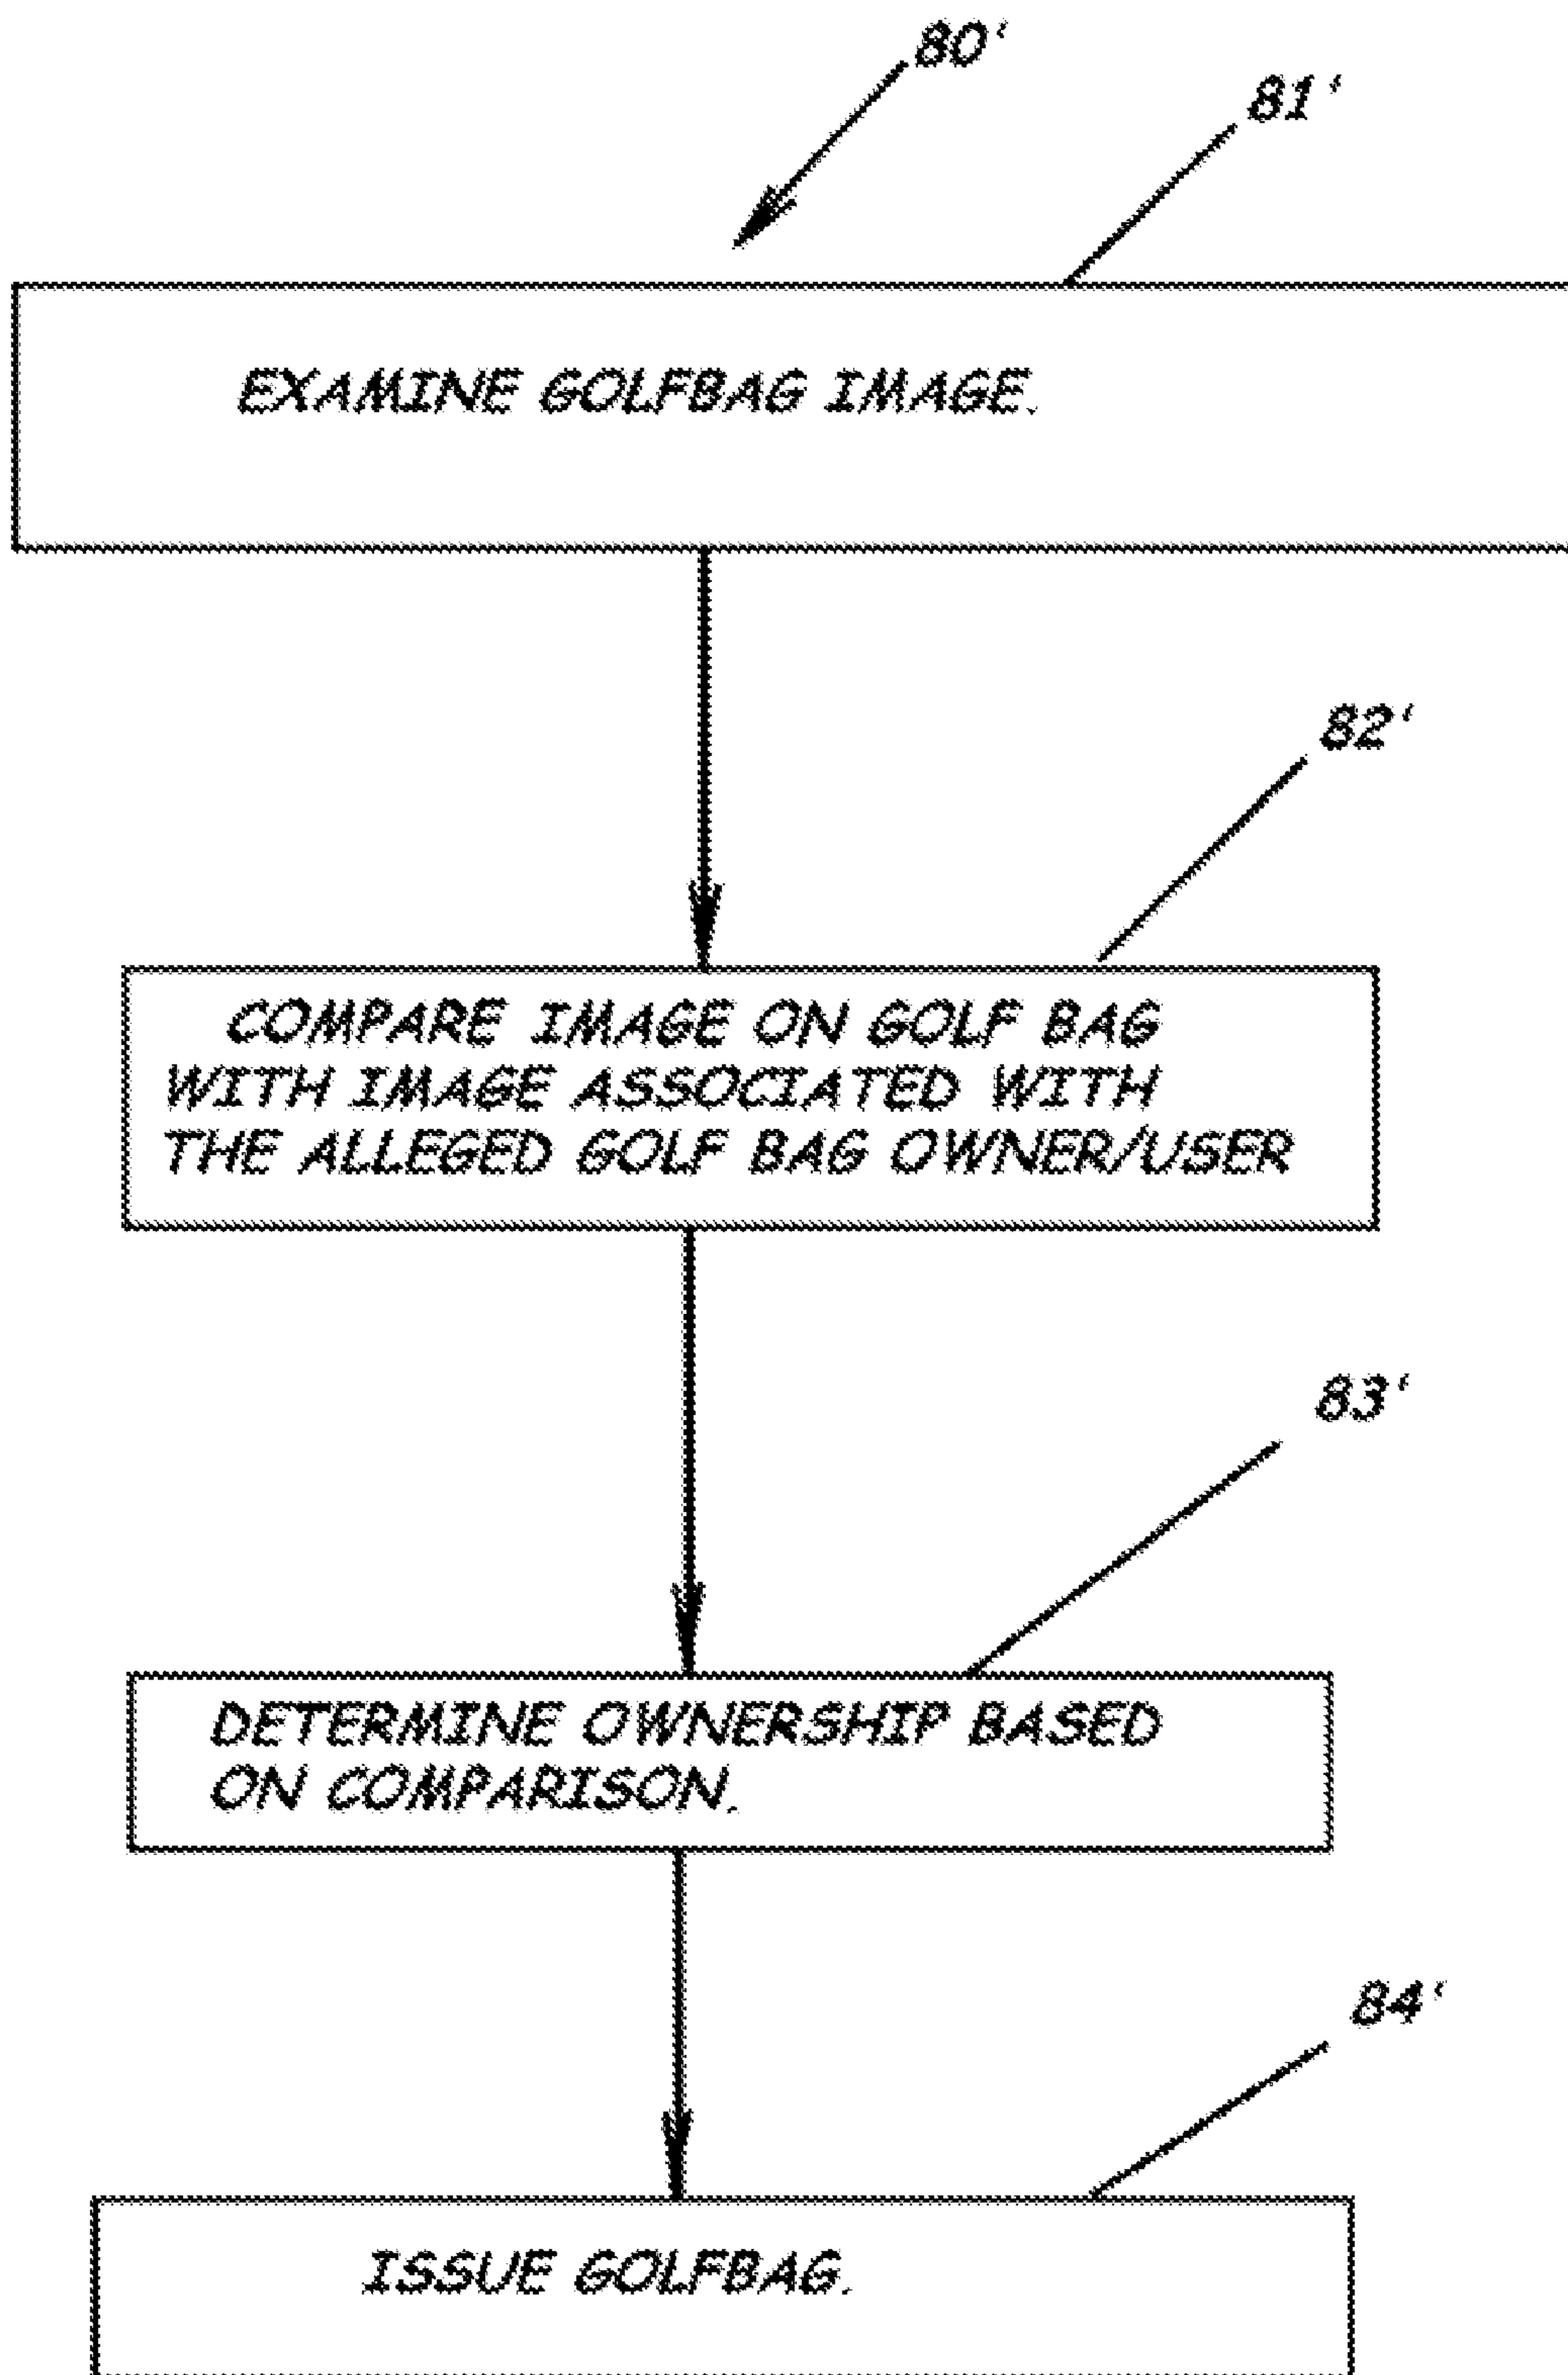 80'
81'
EXAMINE GOLFBAG IMAGE.
82'
COMPARE IMAGE ON GOLF BAG
WITH IMAGE ASSOCIATED WITH
THE ALLEGED GOLF BAG OWNER/USER
83'
DETERMINE OWNERSHIP BASED
ON COMPARISON.
84'
ISSUE GOLFBAG.